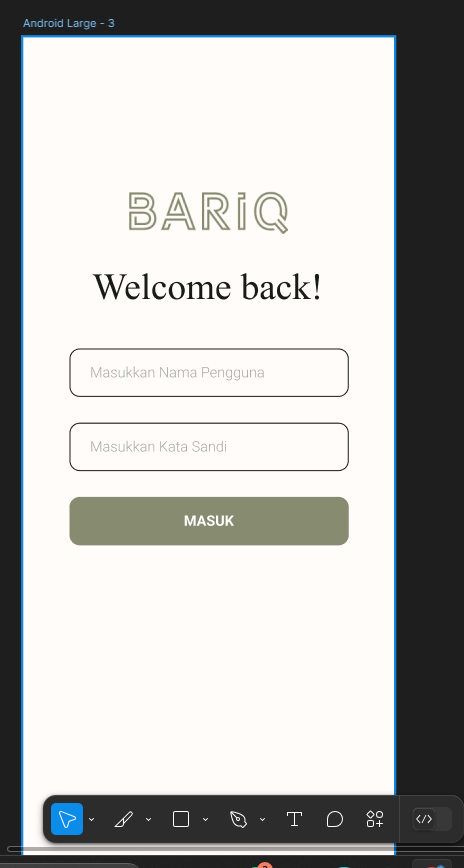 Android Large - 3
BARiQ
Welcome back!
Masukkan Nama Pengguna
Masukkan Kata Sandi
MASUK